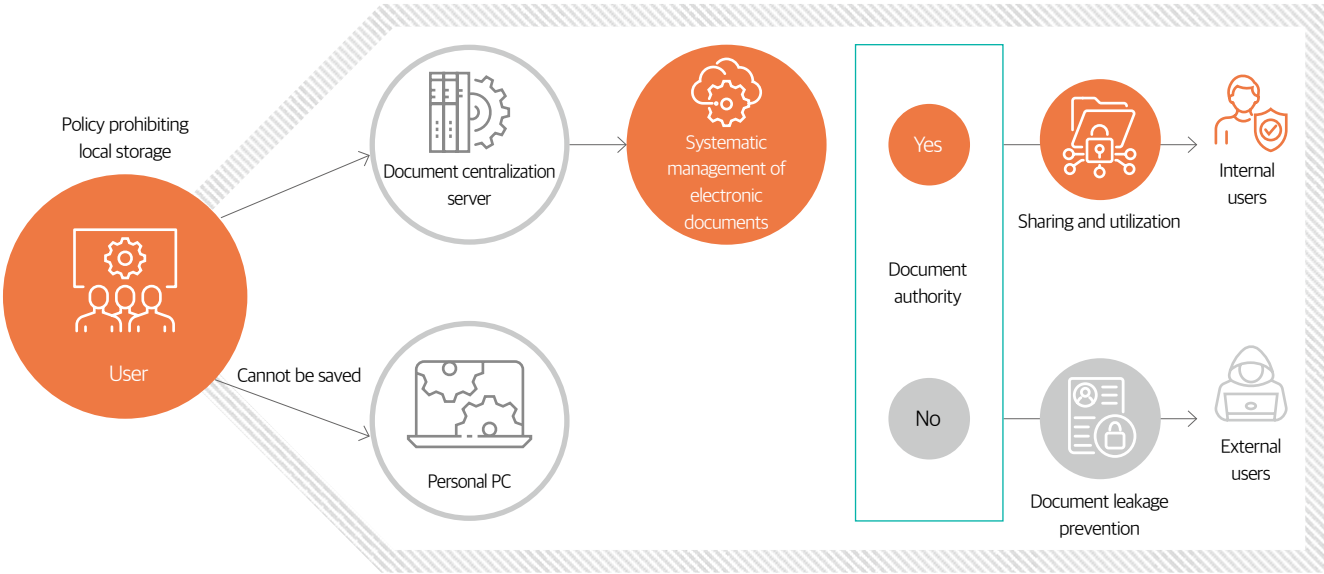 Policy prohibiting
local storage
User
Cannot be saved
Document centralization
server
Personal PC
Systematic
management of
electronic
documents
Yes
Document
authority
No
Sharing and utilization
Internal
users
Document leakage
prevention
External
users